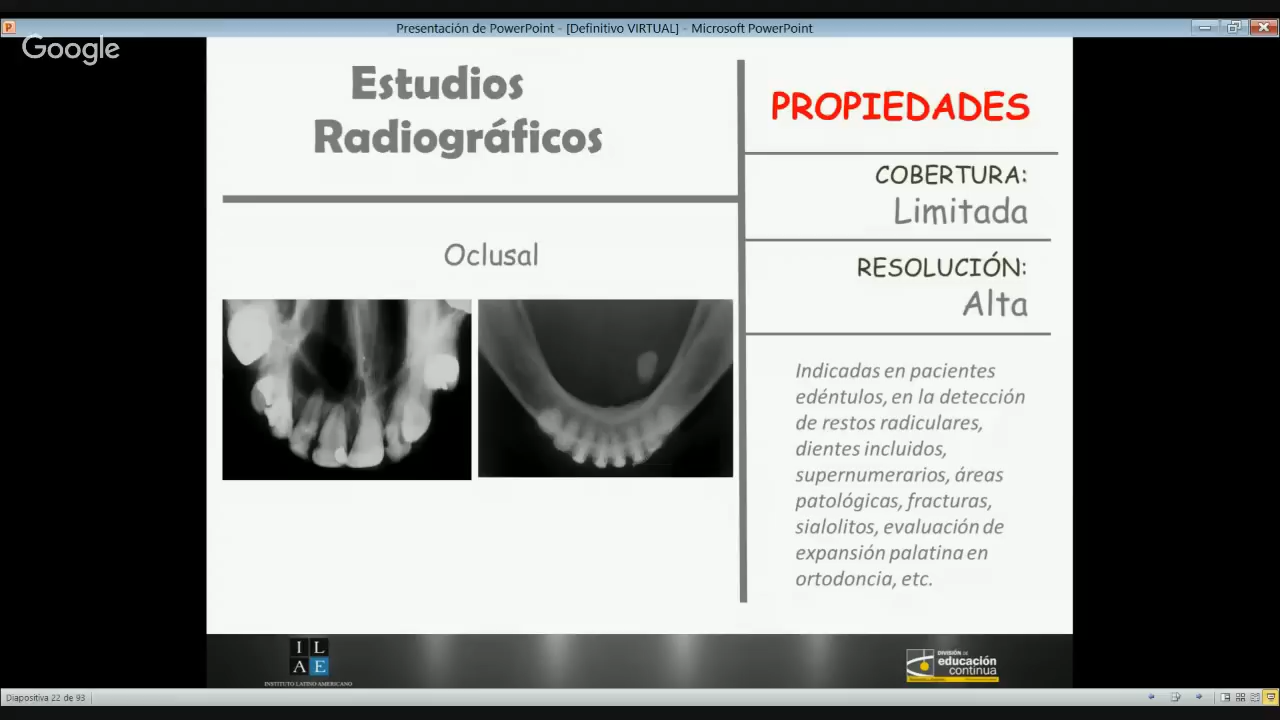 Presentación de PowerPoint - [Definitivo VIRTUAL] - Microsoft PowerPoint
Google
Estudios
Radiográficos
Oclusal
PROPIEDADES
COBERTURA:
Limitada
RESOLUCIÓN:
Alta
Indicadas en pacientes
edéntulos, en la detección
de restos radiculares,
dientes incluidos,
supernumerarios, áreas
patológicas, fracturas,
sialolitos, evaluación de
expansión palatina en
ortodoncia, etc.
I L
A E
INSTITUTO LATINO AMERICANO
DIVISIÓN DE
educación
continua
Diapositiva 22 de 93